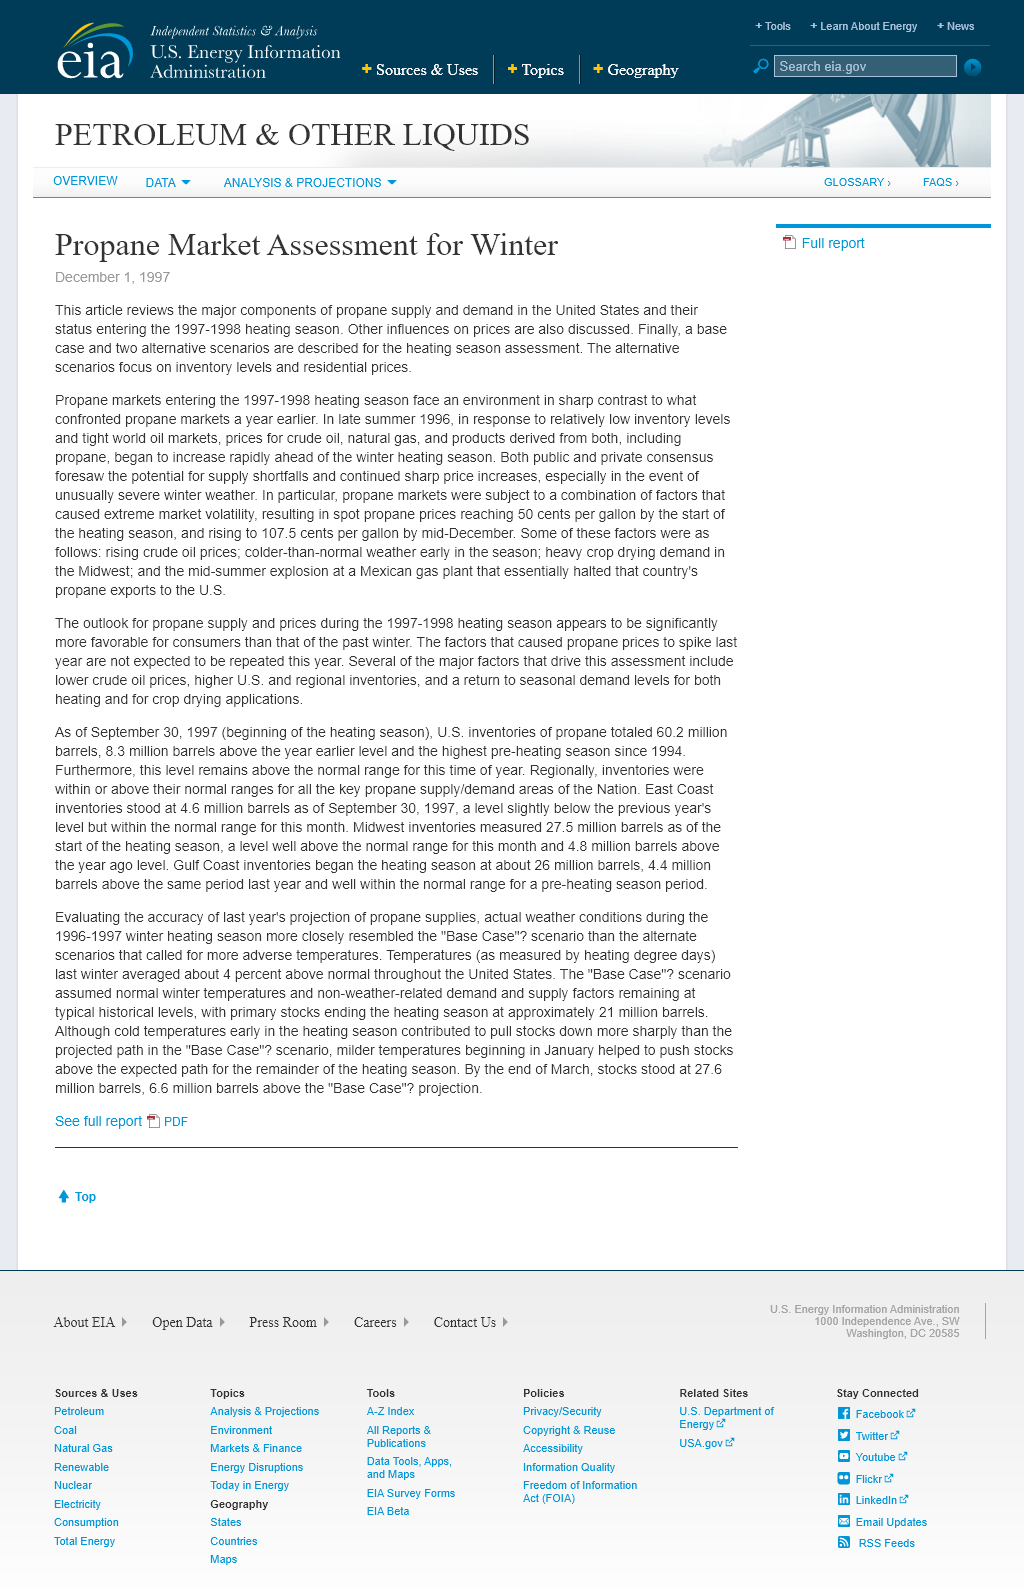 Independent Statistics & Analysis
U.S. Energy Information
Administration
eia
+ Sources & Uses
+ Topics
+ Geography
+ Tools
+ Learn About Energy
+ News
Search eia.gov
PETROLEUM & OTHER LIQUIDS
OVERVIEW
DATA
ANALYSIS & PROJECTIONS
GLOSSARY ›
FAQS ›
Propane Market Assessment for Winter
December 1, 1997
Full report
This article reviews the major components of propane supply and demand in the United States and their
status entering the 1997-1998 heating season. Other influences on prices are also discussed. Finally, a base
case and two alternative scenarios are described for the heating season assessment. The alternative
scenarios focus on inventory levels and residential prices.
Propane markets entering the 1997-1998 heating season face an environment in sharp contrast to what
confronted propane markets a year earlier. In late summer 1996, in response to relatively low inventory levels
and tight world oil markets, prices for crude oil, natural gas, and products derived from both, including
propane, began to increase rapidly ahead of the winter heating season. Both public and private consensus
foresaw the potential for supply shortfalls and continued sharp price increases, especially in the event of
unusually severe winter weather. In particular, propane markets were subject to a combination of factors that
caused extreme market volatility, resulting in spot propane prices reaching 50 cents per gallon by the start of
the heating season, and rising to 107.5 cents per gallon by mid-December. Some of these factors were as
follows: rising crude oil prices; colder-than-normal weather early in the season; heavy crop drying demand in
the Midwest; and the mid-summer explosion at a Mexican gas plant that essentially halted that country's
propane exports to the U.S.
The outlook for propane supply and prices during the 1997-1998 heating season appears to be significantly
more favorable for consumers than that of the past winter. The factors that caused propane prices to spike last
year are not expected to be repeated this year. Several of the major factors that drive this assessment include
lower crude oil prices, higher U.S. and regional inventories, and a return to seasonal demand levels for both
heating and for crop drying applications.
As of September 30, 1997 (beginning of the heating season), U.S. inventories of propane totaled 60.2 million
barrels, 8.3 million barrels above the year earlier level and the highest pre-heating season since 1994.
Furthermore, this level remains above the normal range for this time of year. Regionally, inventories were
within or above their normal ranges for all the key propane supply/demand areas of the Nation. East Coast
inventories stood at 4.6 million barrels as of September 30, 1997, a level slightly below the previous year's
level but within the normal range for this month. Midwest inventories measured 27.5 million barrels as of the
start of the heating season, a level well above the normal range for this month and 4.8 million barrels above
the year ago level. Gulf Coast inventories began the heating season at about 26 million barrels, 4.4 million
barrels above the same period last year and well within the normal range for a pre-heating season period.
Evaluating the accuracy of last year's projection of propane supplies, actual weather conditions during the
1996-1997 winter heating season more closely resembled the "Base Case"? scenario than the alternate
scenarios that called for more adverse temperatures. Temperatures (as measured by heating degree days)
last winter averaged about 4 percent above normal throughout the United States. The "Base Case"? scenario
assumed normal winter temperatures and non-weather-related demand and supply factors remaining at
typical historical levels, with primary stocks ending the heating season at approximately 21 million barrels.
Although cold temperatures early in the heating season contributed to pull stocks down more sharply than the
projected path in the "Base Case"? scenario, milder temperatures beginning in January helped to push stocks
above the expected path for the remainder of the heating season. By the end of March, stocks stood at 27.6
million barrels, 6.6 million barrels above the "Base Case"? projection.
See full report PDF
Top
About EIA
Open Data
Press Room
Careers
Contact Us
U.S. Energy Information Administration
1000 Independence Ave., SW
Washington, DC 20585
Sources & Uses
Petroleum
Coal
Natural Gas
Renewable
Nuclear
Electricity
Consumption
Total Energy
Topics
Analysis & Projections
Environment
Markets & Finance
Energy Disruptions
Today in Energy
Geography
States
Countries
Maps
Tools
A-Z Index
All Reports &
Publications
Data Tools, Apps,
and Maps
EIA Survey Forms
EIA Beta
Policies
Privacy/Security
Copyright & Reuse
Accessibility
Information Quality
Freedom of Information
Act (FOIA)
Related Sites
U.S. Department of
Energy
USA.gov
Stay Connected
Facebook
Twitter
Youtube
Flickr
LinkedIn
Email Updates
RSS Feeds